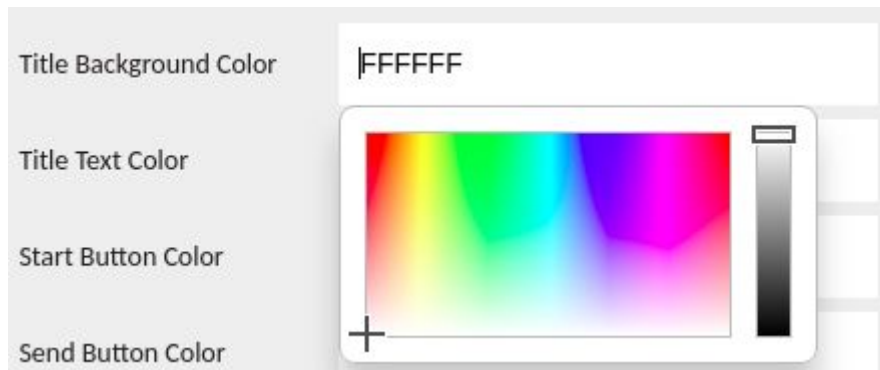 Title Background Color
FFFFFF
Title Text Color
Start Button Color
Send Button Color